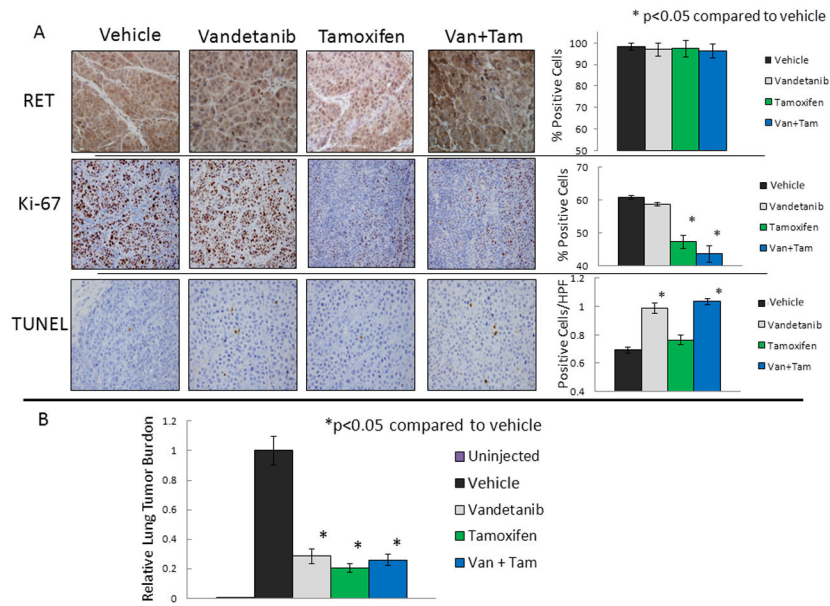 * p<0.05 compared to vehicle
A
Vehicle Vandetanib Tamoxifen Van+Tam
RET
% Positive Cells
100
90
80
70
60
50
Vehicle
Vandetanib
Tamoxifen
Van+Tam
Ki-67
% Positive Cells
70
60
50
40
* *
Vehicle
Vandetanib
Tamoxifen
Van+Tam
TUNEL
Positive Cells/HPF
1.2
1
0.8
0.6
0.4
* *
Vehicle
Vandetanib
Tamoxifen
Van+Tam
B
*p<0.05 compared to vehicle
Relative Lung Tumor Burdon
1.2
1
0.8
0.6
0.4
0.2
0
* * *
Uninjected
Vehicle
Vandetanib
Tamoxifen
Van + Tam